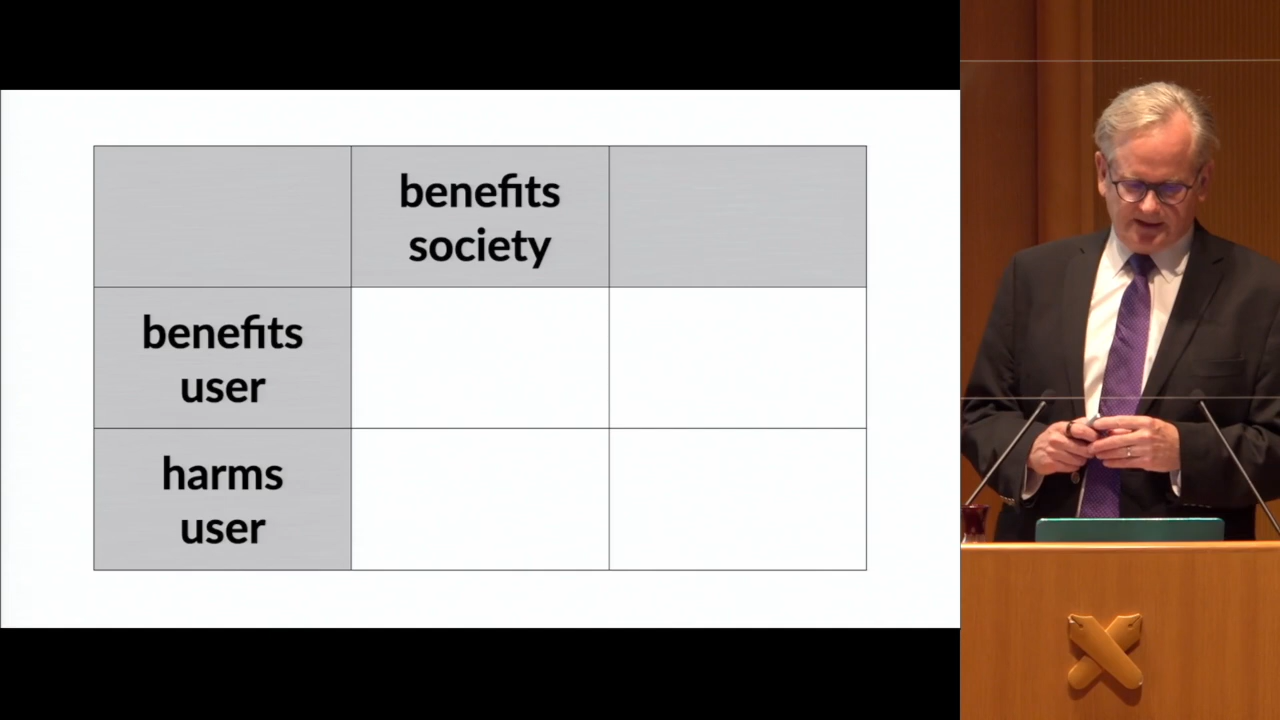 benefits
society
benefits
user
harms
user